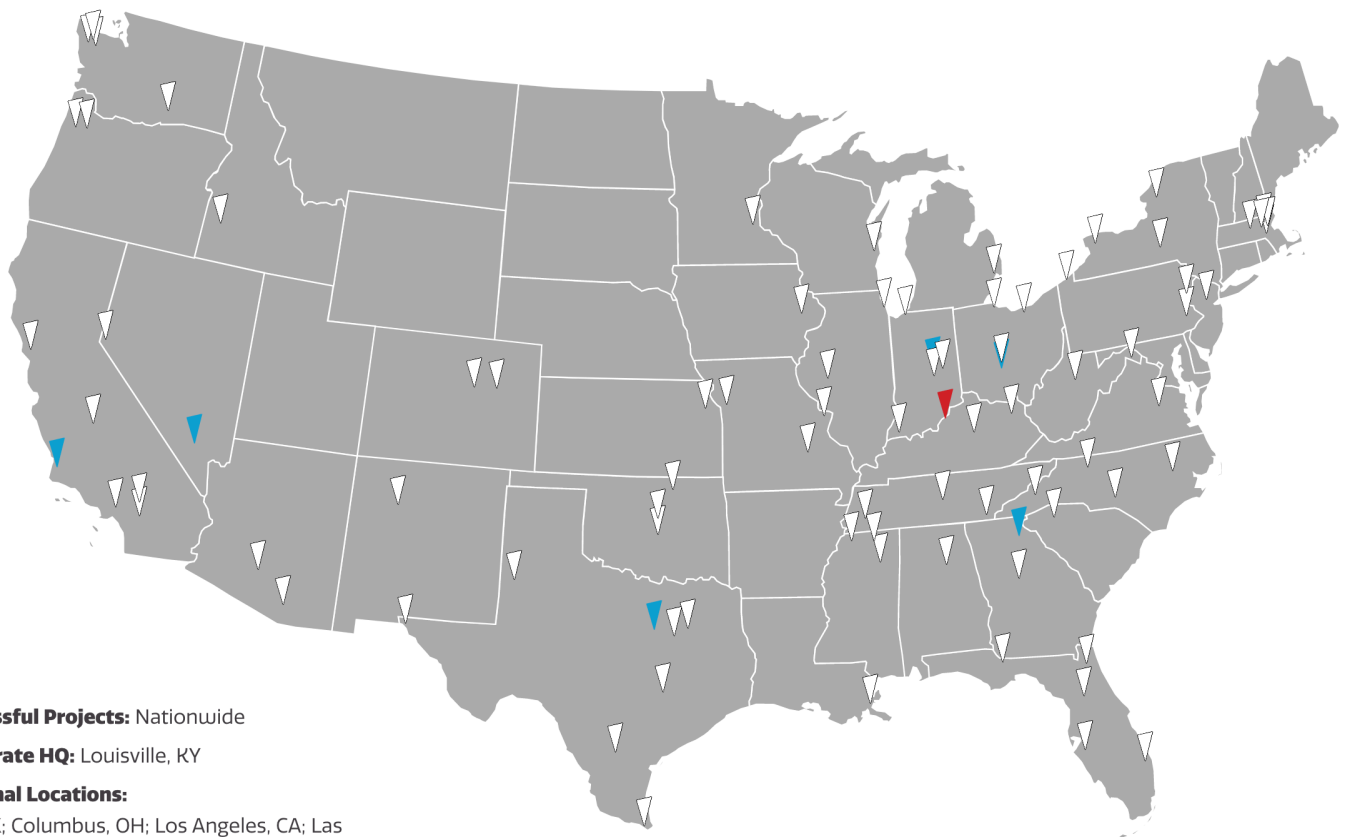 ssful Projects: Nationwide
rate HQ: Louisville, KY
nal Locations:
; Columbus, OH; Los Angeles, CA; Las